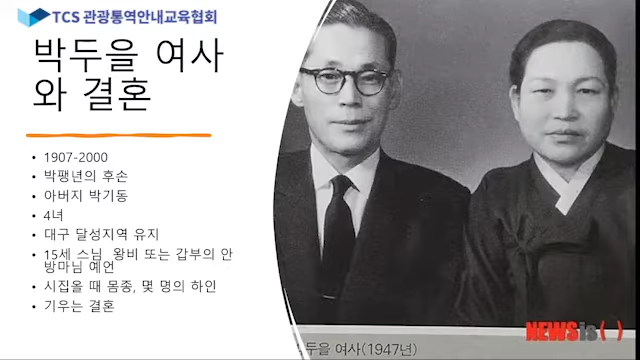 TCS 관광통역안내교육협회
박두을 여사
와 결혼
• 1907-2000
• 박팽년의 후손
• 아버지 박기동
• 4녀
• 대구 달성지역 유지
• 15세 스님 왕비 또는 갑부의 안
방마님 예언
• 시집올 때 몸종, 몇 명의 하인
• 기우는 결혼
NEWSis( )
두을 여사(1947년)